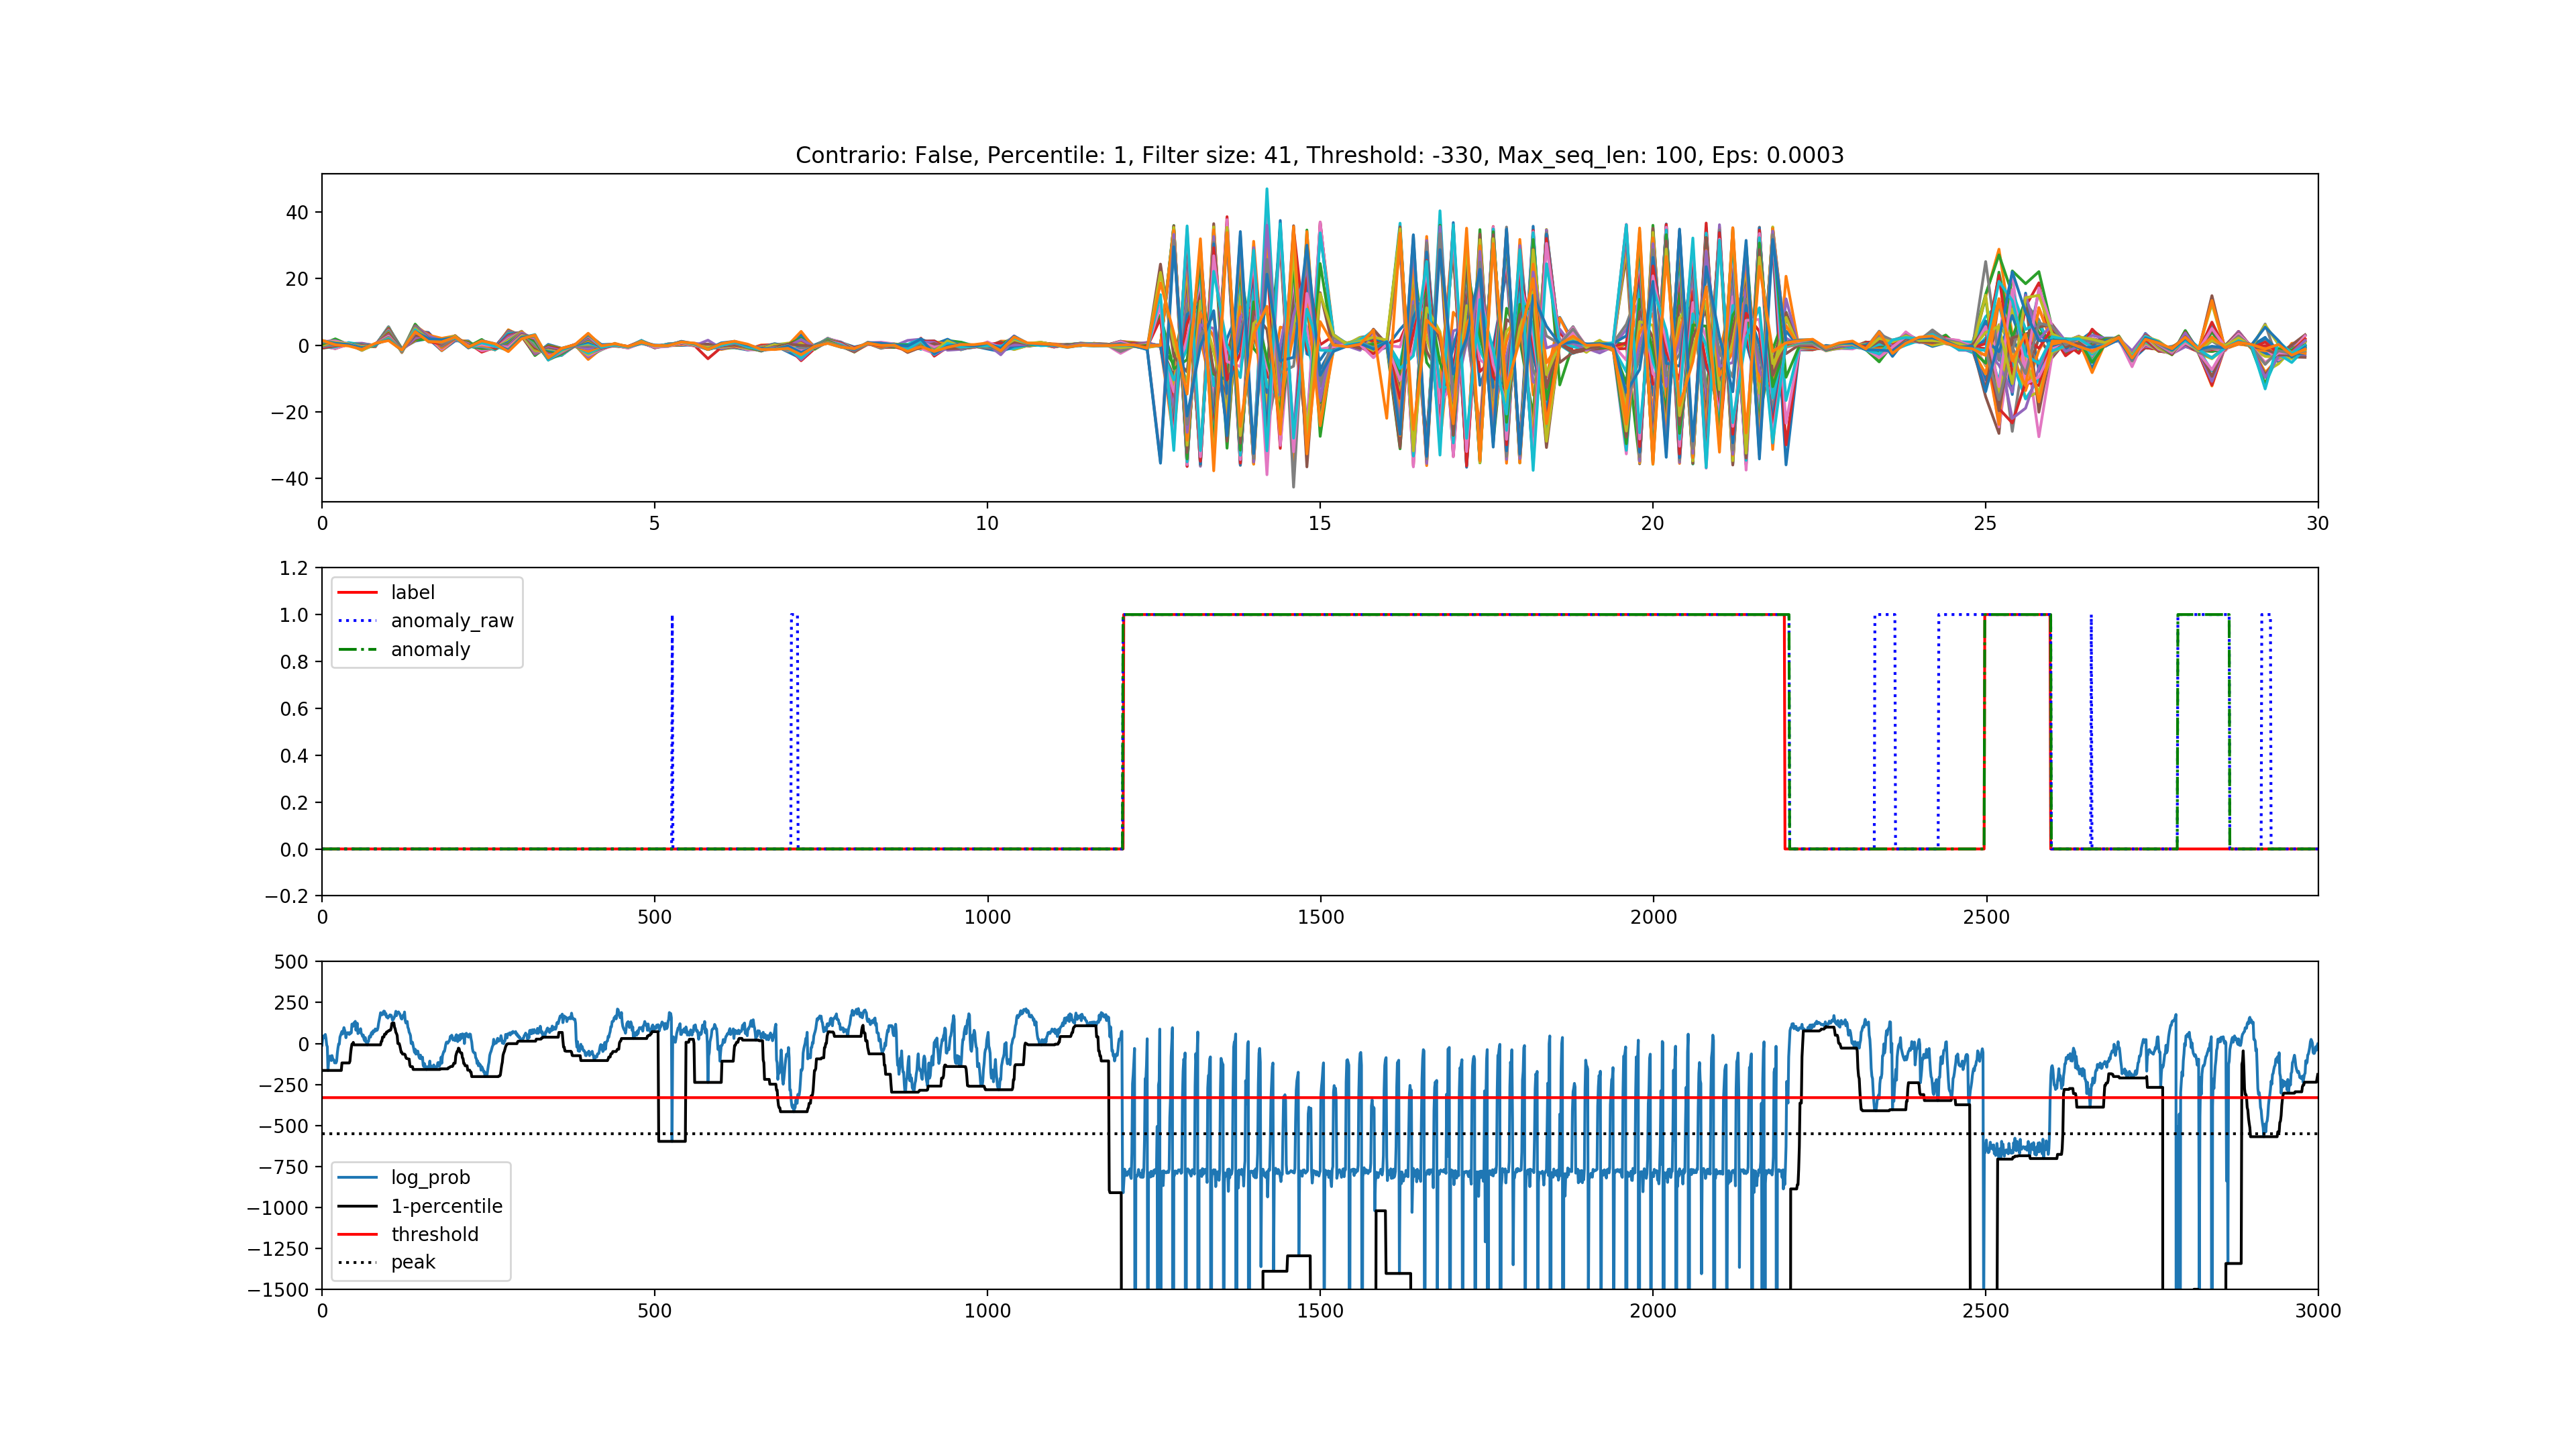 Contrario: False, Percentile: 1, Filter size: 41, Threshold: -330, Max_seq_len: 100, Eps: 0.0003
40
20
0
−20
−40
0 5 10 15 20 25 30
1.2
1.0
0.8
0.6
0.4
0.2
0.0
−0.2
label
anomaly_raw
anomaly
0 500 1000 1500 2000 2500
500
250
0
−250
−500
−750
−1000
−1250
−1500
log_prob
1-percentile
threshold
peak
0 500 1000 1500 2000 2500 3000